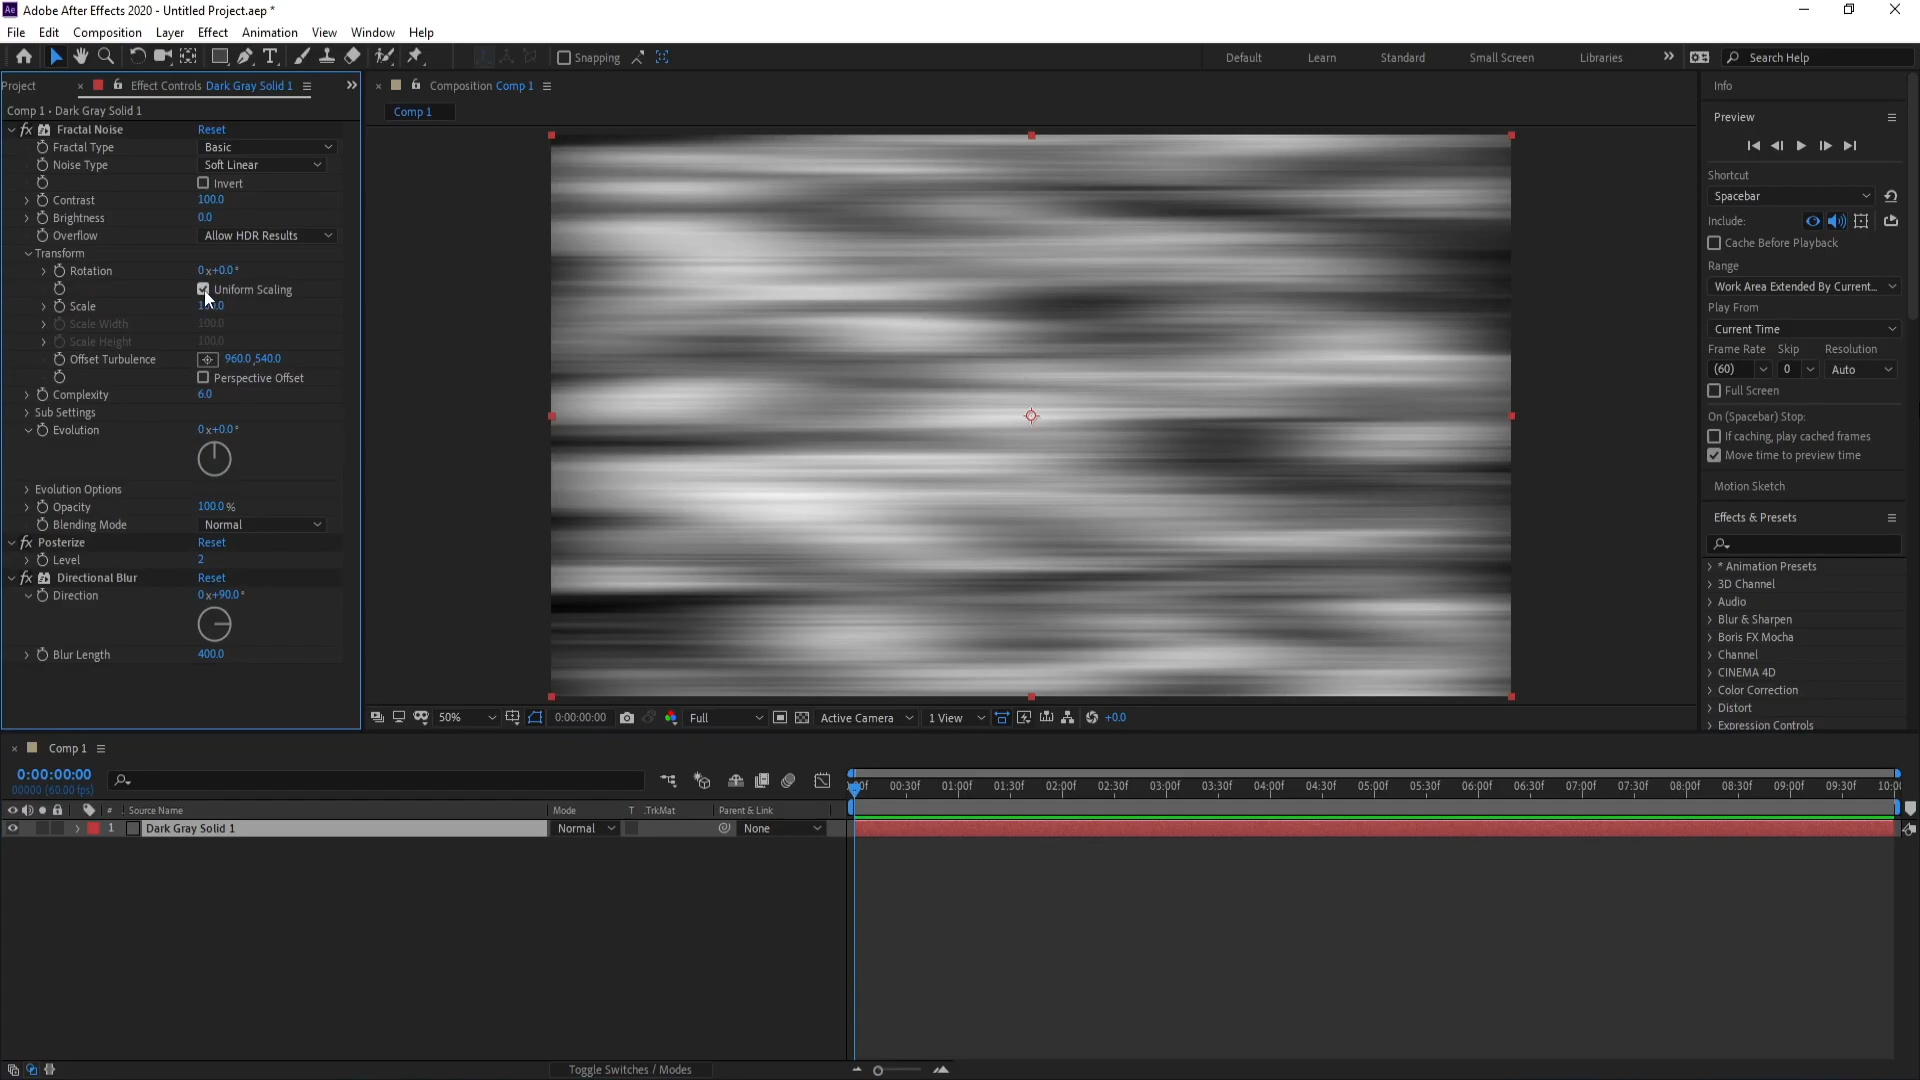 Ae Adobe After Effects 2020 - Untitled Project.aep *
File Edit Composition Layer Effect Animation View Window Help
Snapping Default Learn Standard Small Screen Libraries Search Help
Project Effect Controls Dark Gray Solid 1
Comp 1 • Dark Gray Solid 1
fx Fractal Noise Reset
Fractal Type Basic
Noise Type Soft Linear
Invert
Contrast 100.0
Brightness 0.0
Overflow Allow HDR Results
Transform
Rotation 0x+0.0°
Uniform Scaling
Scale
Scale Width 100.0
Scale Height 100.0
Offset Turbulence 960.0,540.0
Perspective Offset
Complexity 6.0
Sub Settings
Evolution 0x+0.0°
Evolution Options
Opacity 100.0 %
Blending Mode Normal
fx Posterize Reset
Level 2
fx Directional Blur Reset
Direction 0x+90.0°
Blur Length 400.0
Composition Comp 1
Comp 1
50% 0:00:00:00 Full Active Camera 1 View +0.0
Info
Preview
Shortcut
Spacebar
Include:
Cache Before Playback
Range
Work Area Extended By Current...
Play From
Current Time
Frame Rate Skip Resolution
(60) 0 Auto
Full Screen
On (Spacebar) Stop:
If caching, play cached frames
Move time to preview time
Motion Sketch
Effects & Presets
* Animation Presets
3D Channel
Audio
Blur & Sharpen
Boris FX Mocha
Channel
CINEMA 4D
Color Correction
Distort
Expression Controls
Comp 1
0:00:00:00
00000 (60.00 fps)
# Source Name Mode T .TrkMat Parent & Link
1 Dark Gray Solid 1 Normal None
00:30f 01:00f 01:30f 02:00f 02:30f 03:00f 03:30f 04:00f 04:30f 05:00f 05:30f 06:00f 06:30f 07:00f 07:30f 08:00f 08:30f 09:00f 09:30f
Toggle Switches / Modes